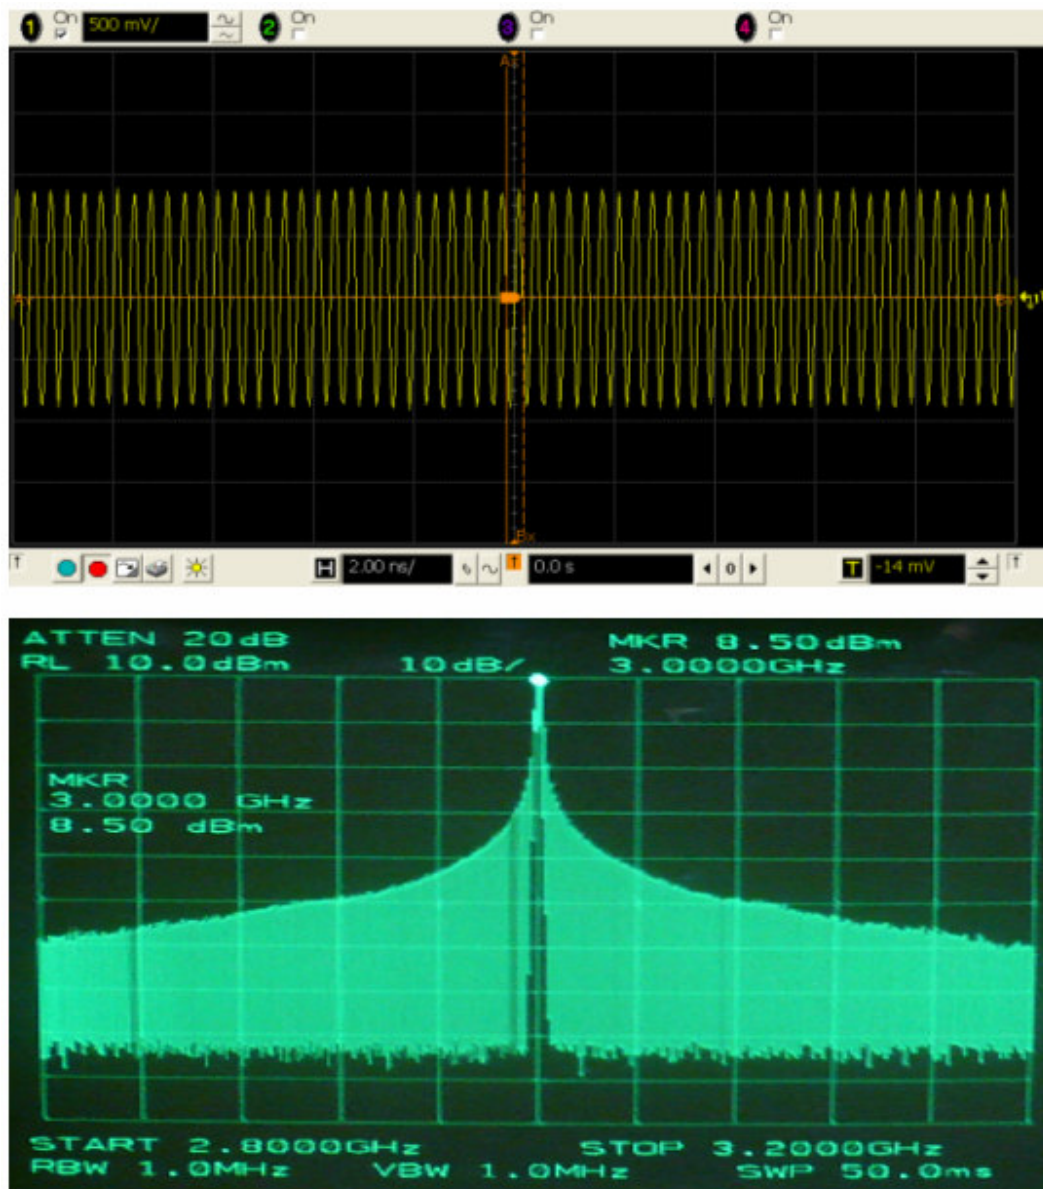 1 On 500 mV/ 2 On 3 On 4 On
Ax
Ay
By
Bx
H 2.00 ns/ T 0.0 s 0 T -14 mV T
ATTEN 20dB
RL 10.0dBm
10dB/
MKR 8.50dBm
3.0000GHz
MKR
3.0000 GHz
8.50 dBm
START 2.8000GHz
STOP 3.2000GHz
RBW 1.0MHz
VBW 1.0MHz
SWP 50.0ms